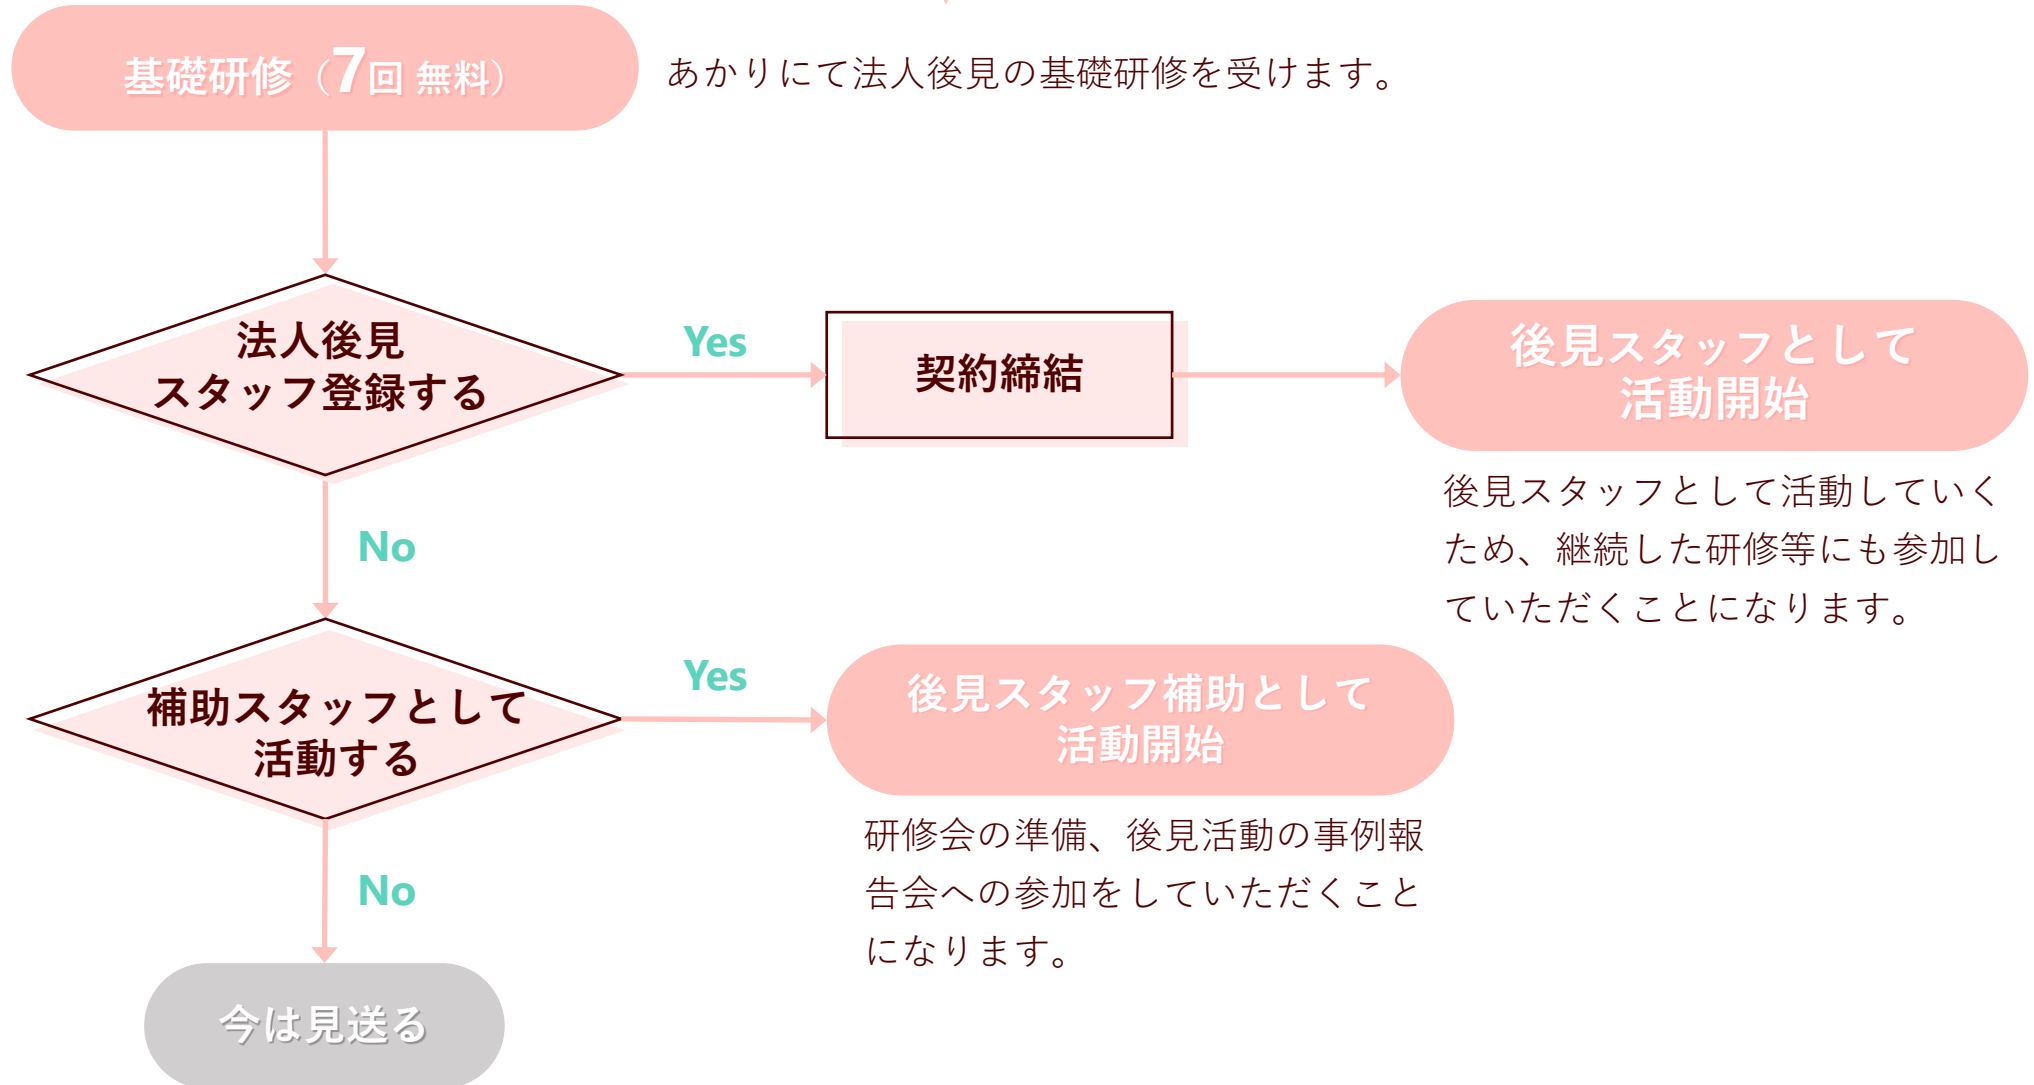 基礎研修（7回 無料）
あかりにて法人後見の基礎研修を受けます。
法人後見
スタッフ登録する
Yes
契約締結
後見スタッフとして
活動開始
後見スタッフとして活動していく
ため、継続した研修等にも参加し
ていただくことになります。
No
補助スタッフとして
活動する
Yes
後見スタッフ補助として
活動開始
研修会の準備、後見活動の事例報
告会への参加をしていただくこと
になります。
No
今は見送る